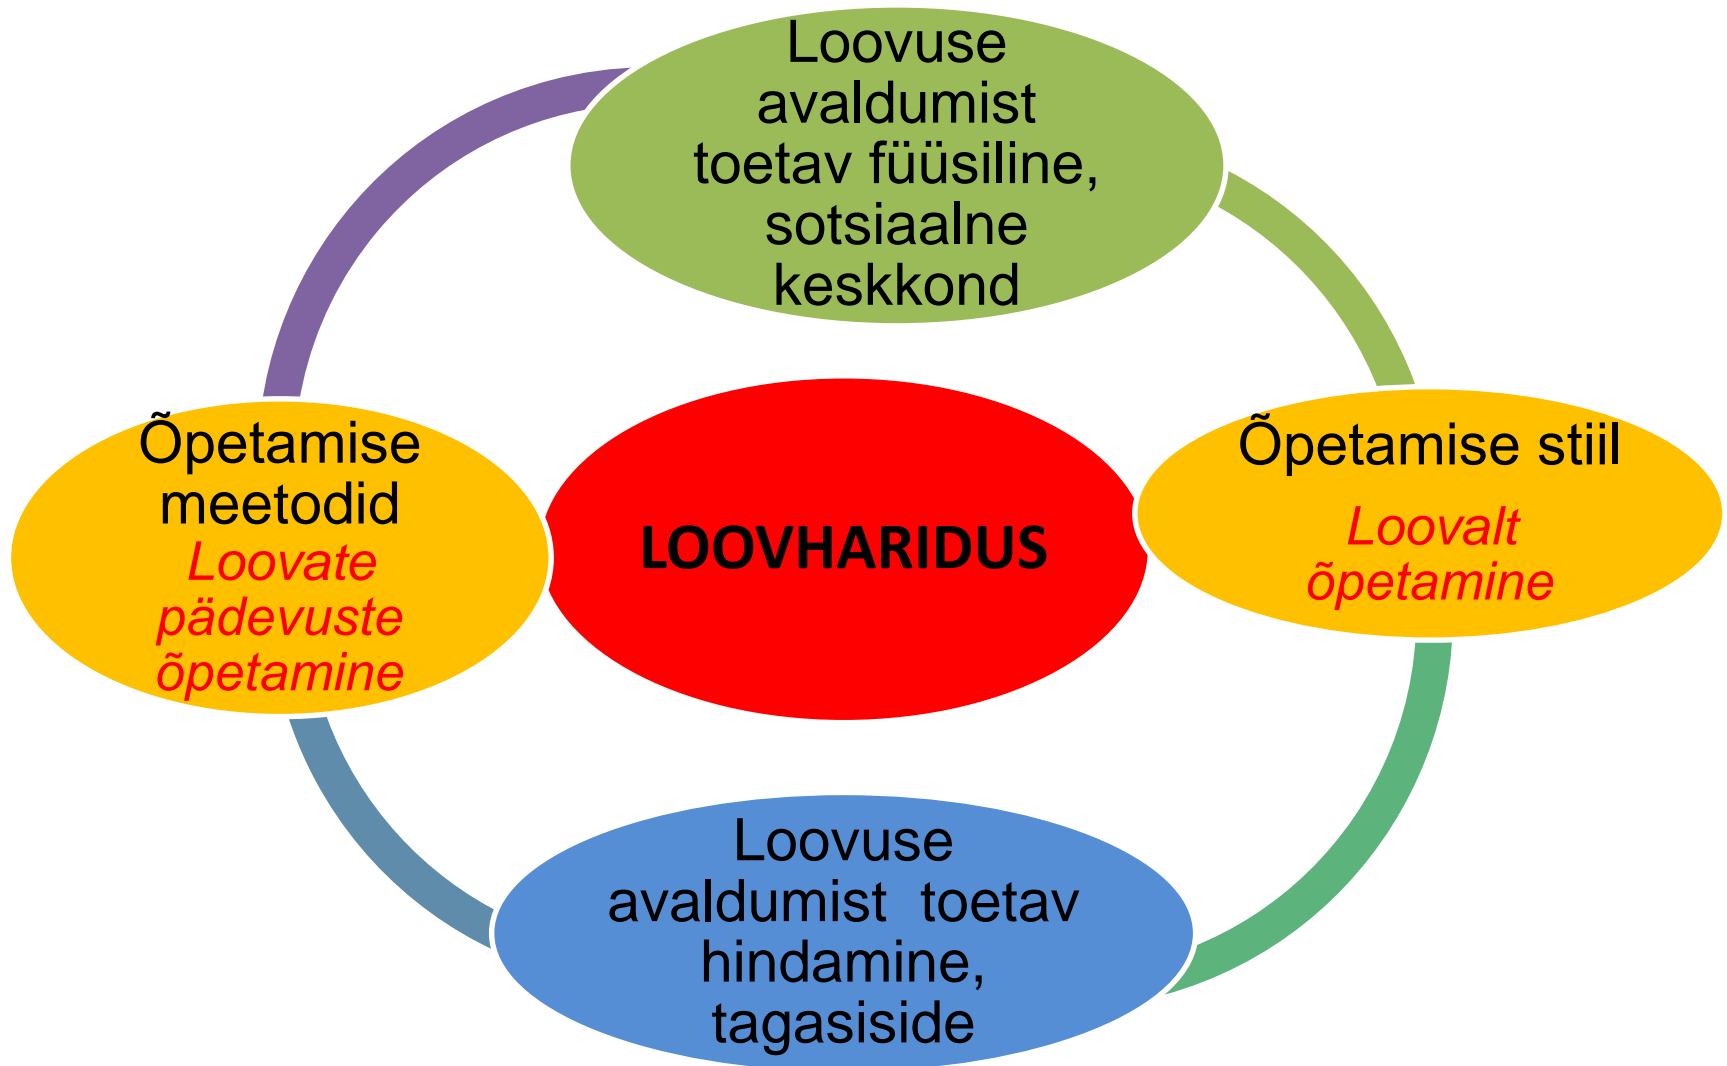 Loovuse
avaldumist
toetav füüsiline,
sotsiaalne
keskkond
Õpetamise
meetodid
Loovate
pädevuste
õpetamine
LOOVHARIDUS
Õpetamise stiil
Loovalt
õpetamine
Loovuse
avaldumist  toetav
hindamine,
tagasiside